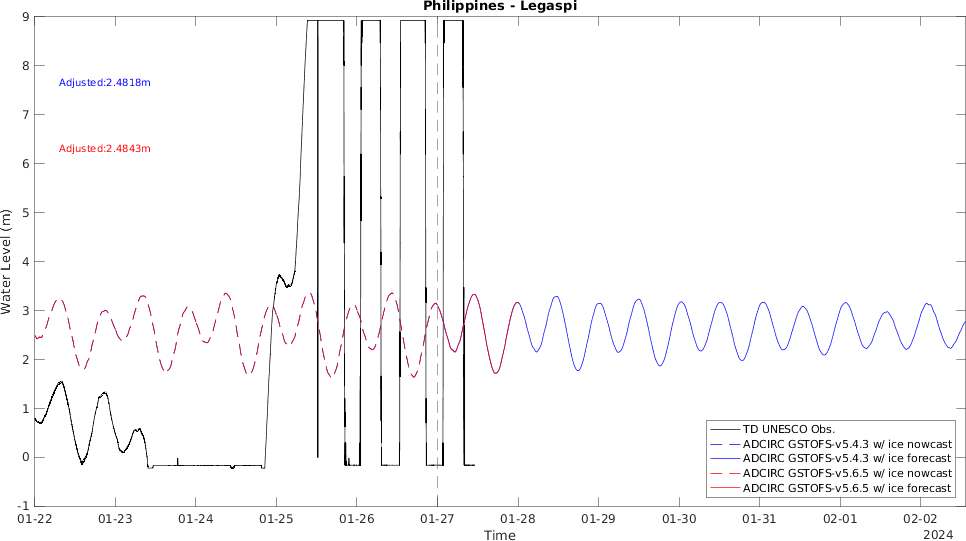 Philippines - Legaspi
9
8
7
6
5
4
3
2
1
0
-1
Water Level (m)
Adjusted:2.4818m
Adjusted:2.4843m
TD UNESCO Obs.
ADCIRC GSTOFS-v5.4.3 w/ ice nowcast
ADCIRC GSTOFS-v5.4.3 w/ ice forecast
ADCIRC GSTOFS-v5.6.5 w/ ice nowcast
ADCIRC GSTOFS-v5.6.5 w/ ice forecast
01-22 01-23 01-24 01-25 01-26 01-27 01-28 01-29 01-30 01-31 02-01 02-02
Time
2024